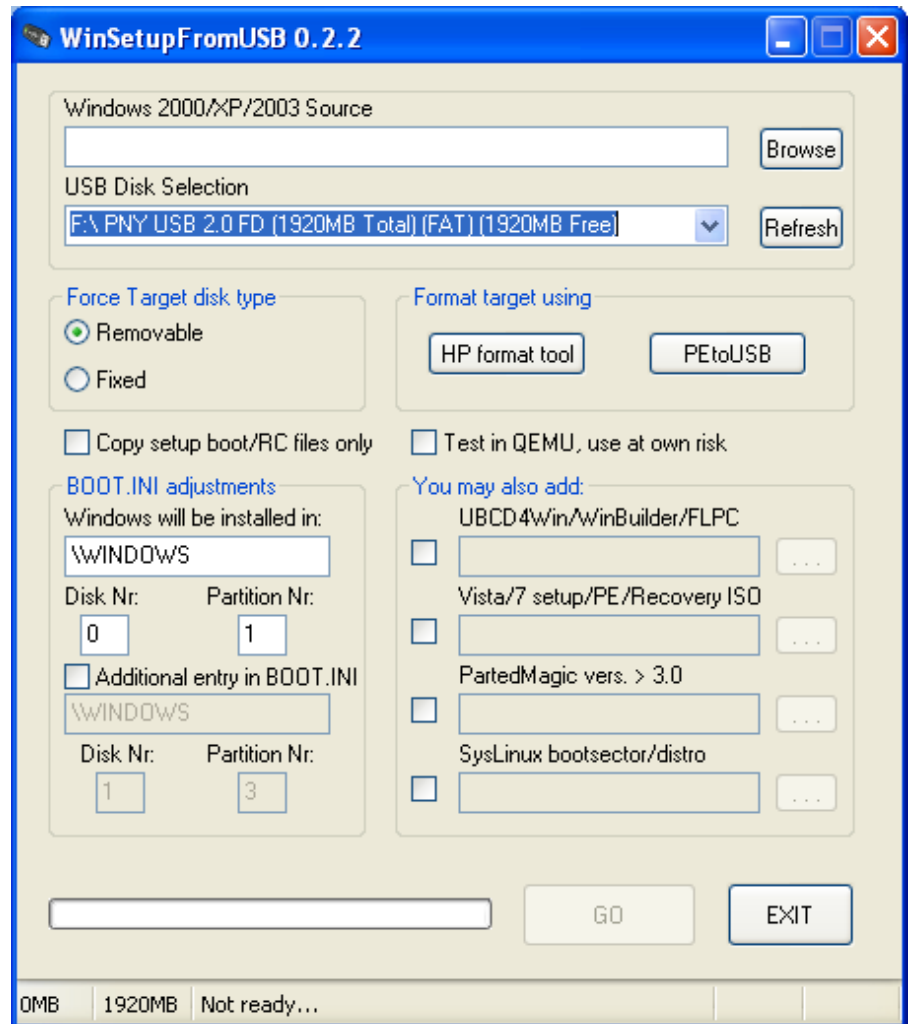 WinSetupFromUSB 0.2.2
Windows 2000/XP/2003 Source
Browse
USB Disk Selection
F:\ PNY USB 2.0 FD (1920MB Total) (FAT) (1920MB Free)
Refresh
Force Target disk type
Removable
Fixed
Format target using
HP format tool
PEtoUSB
Copy setup boot/RC files only
Test in QEMU, use at own risk
BOOT.INI adjustments
Windows will be installed in:
\WINDOWS
Disk Nr: Partition Nr:
0 1
Additional entry in BOOT.INI
\WINDOWS
Disk Nr: Partition Nr:
1 3
You may also add:
UBCD4Win/WinBuilder/FLPC
...
Vista/7 setup/PE/Recovery ISO
...
PartedMagic vers. > 3.0
...
SysLinux bootsector/distro
...
GO
EXIT
0MB 1920MB Not ready...